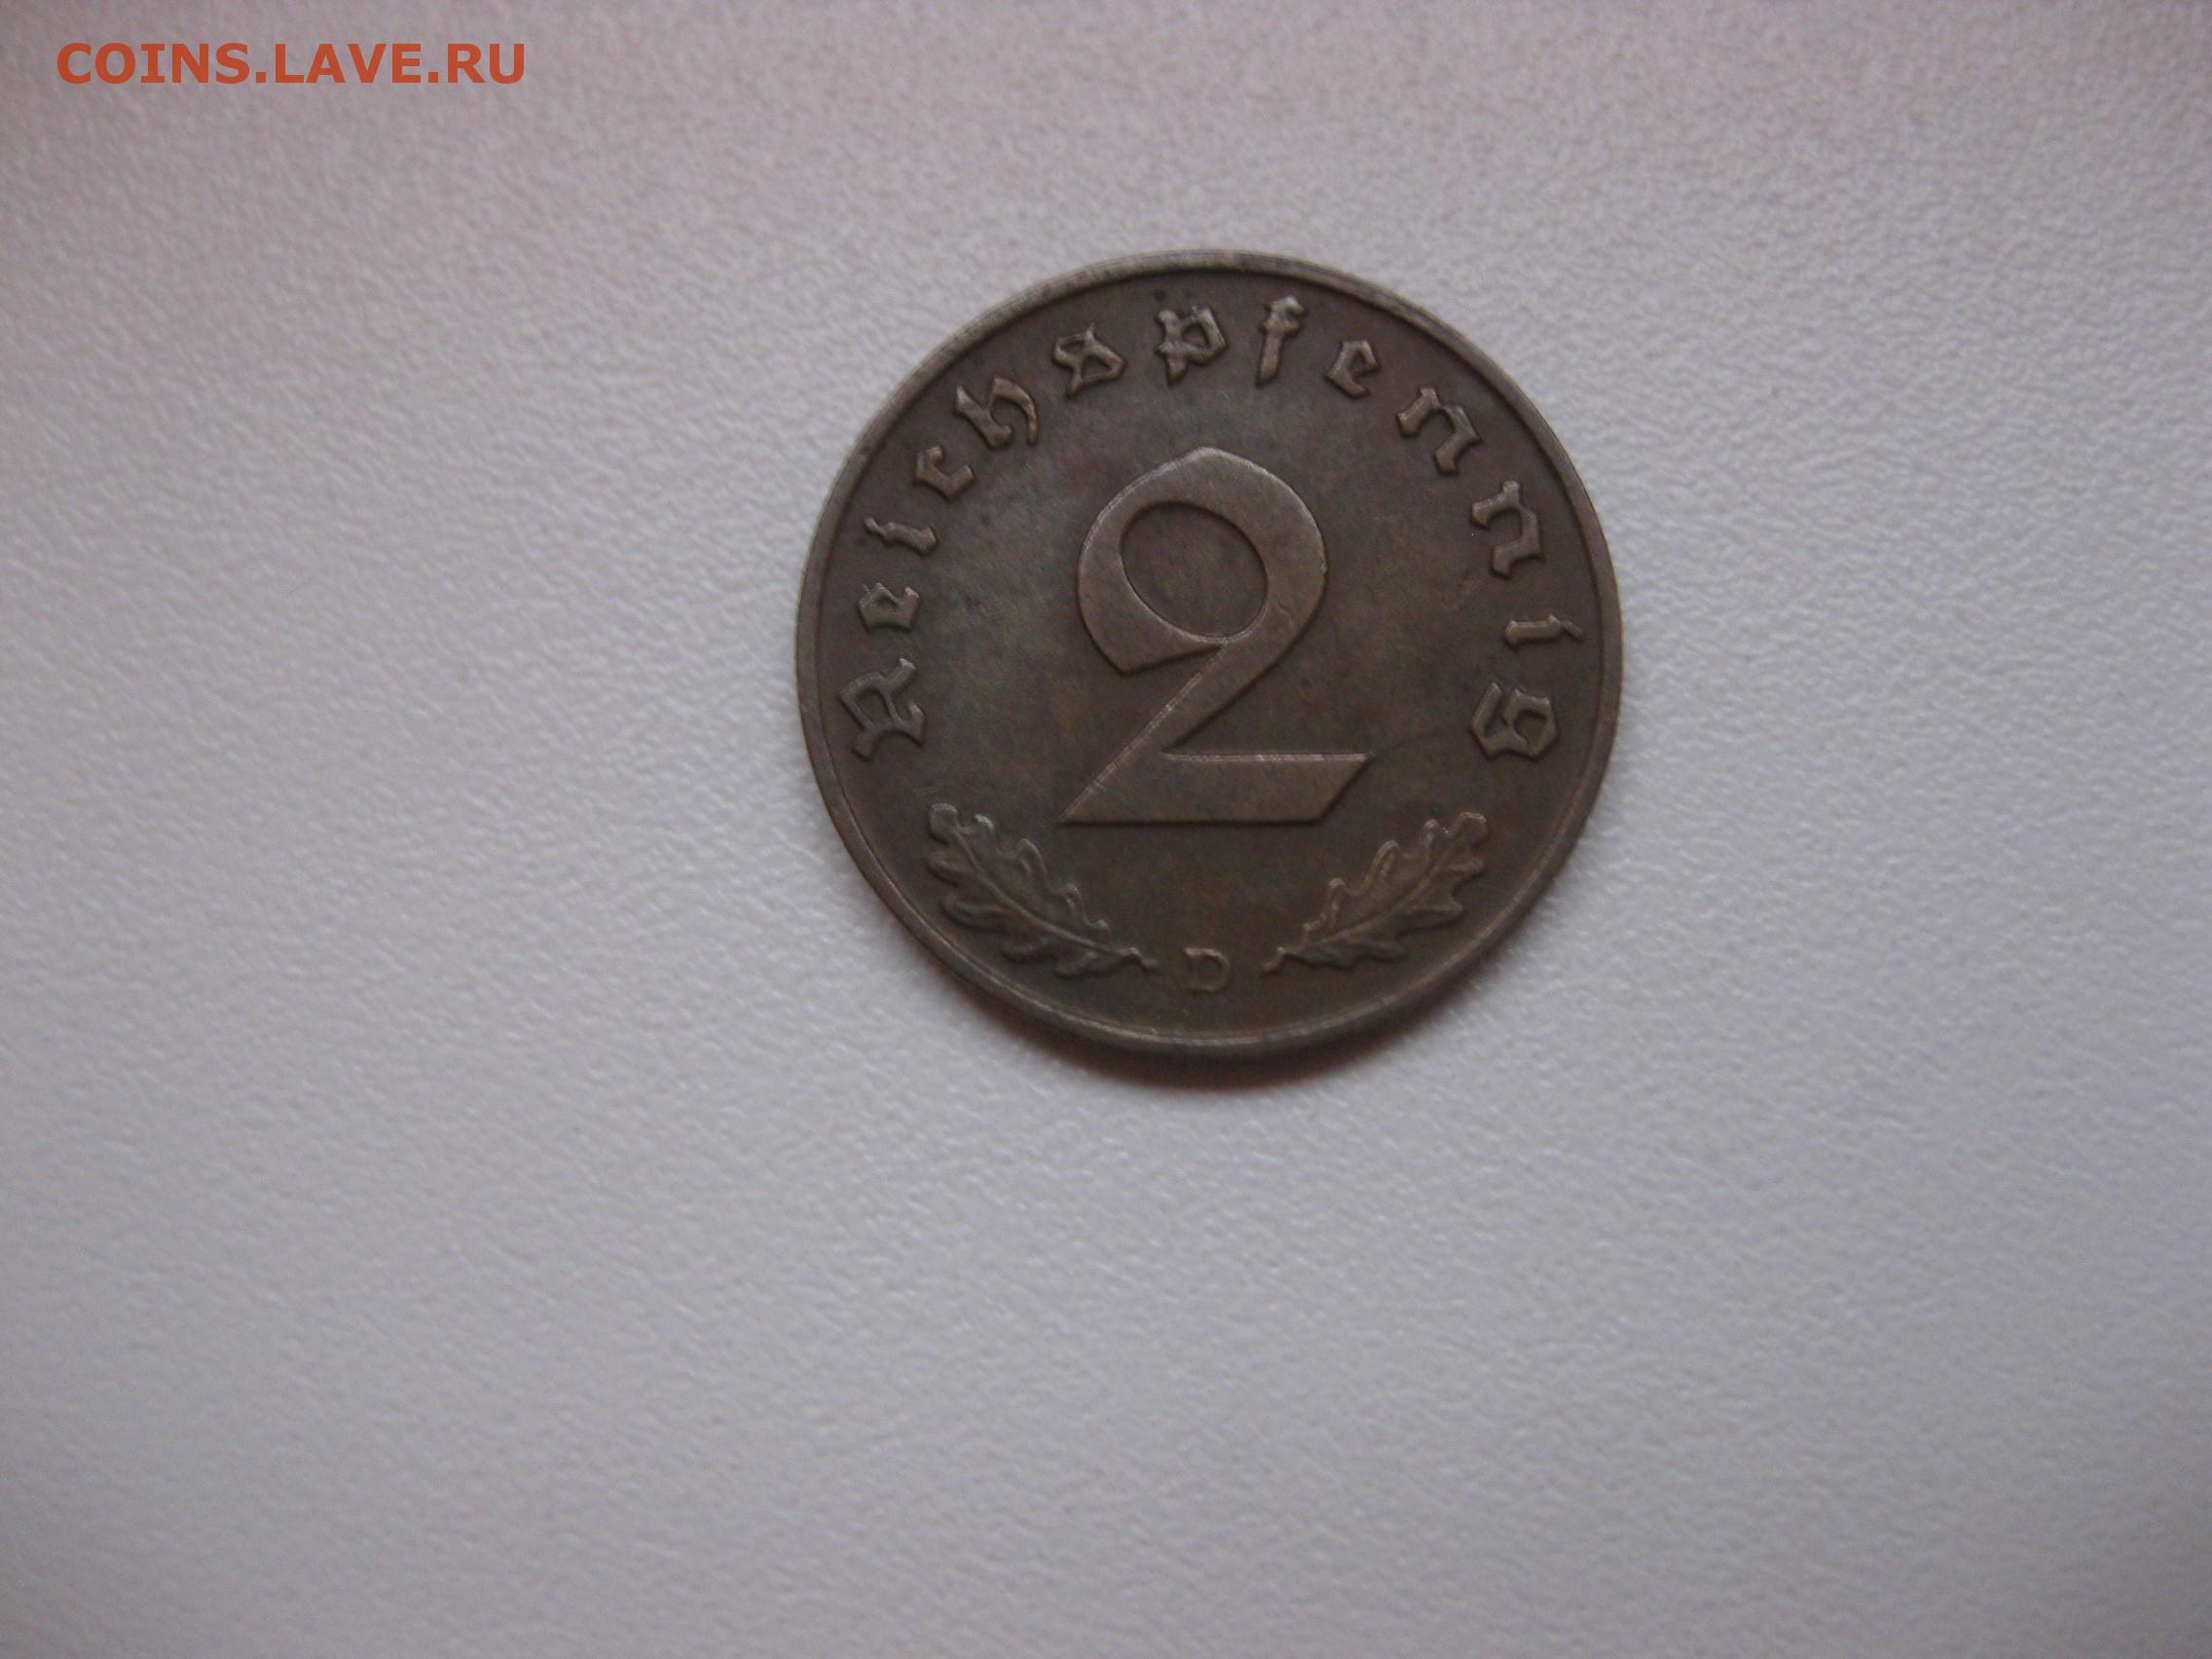 COINS.LAVE.RU
Reichspfennig
2
D